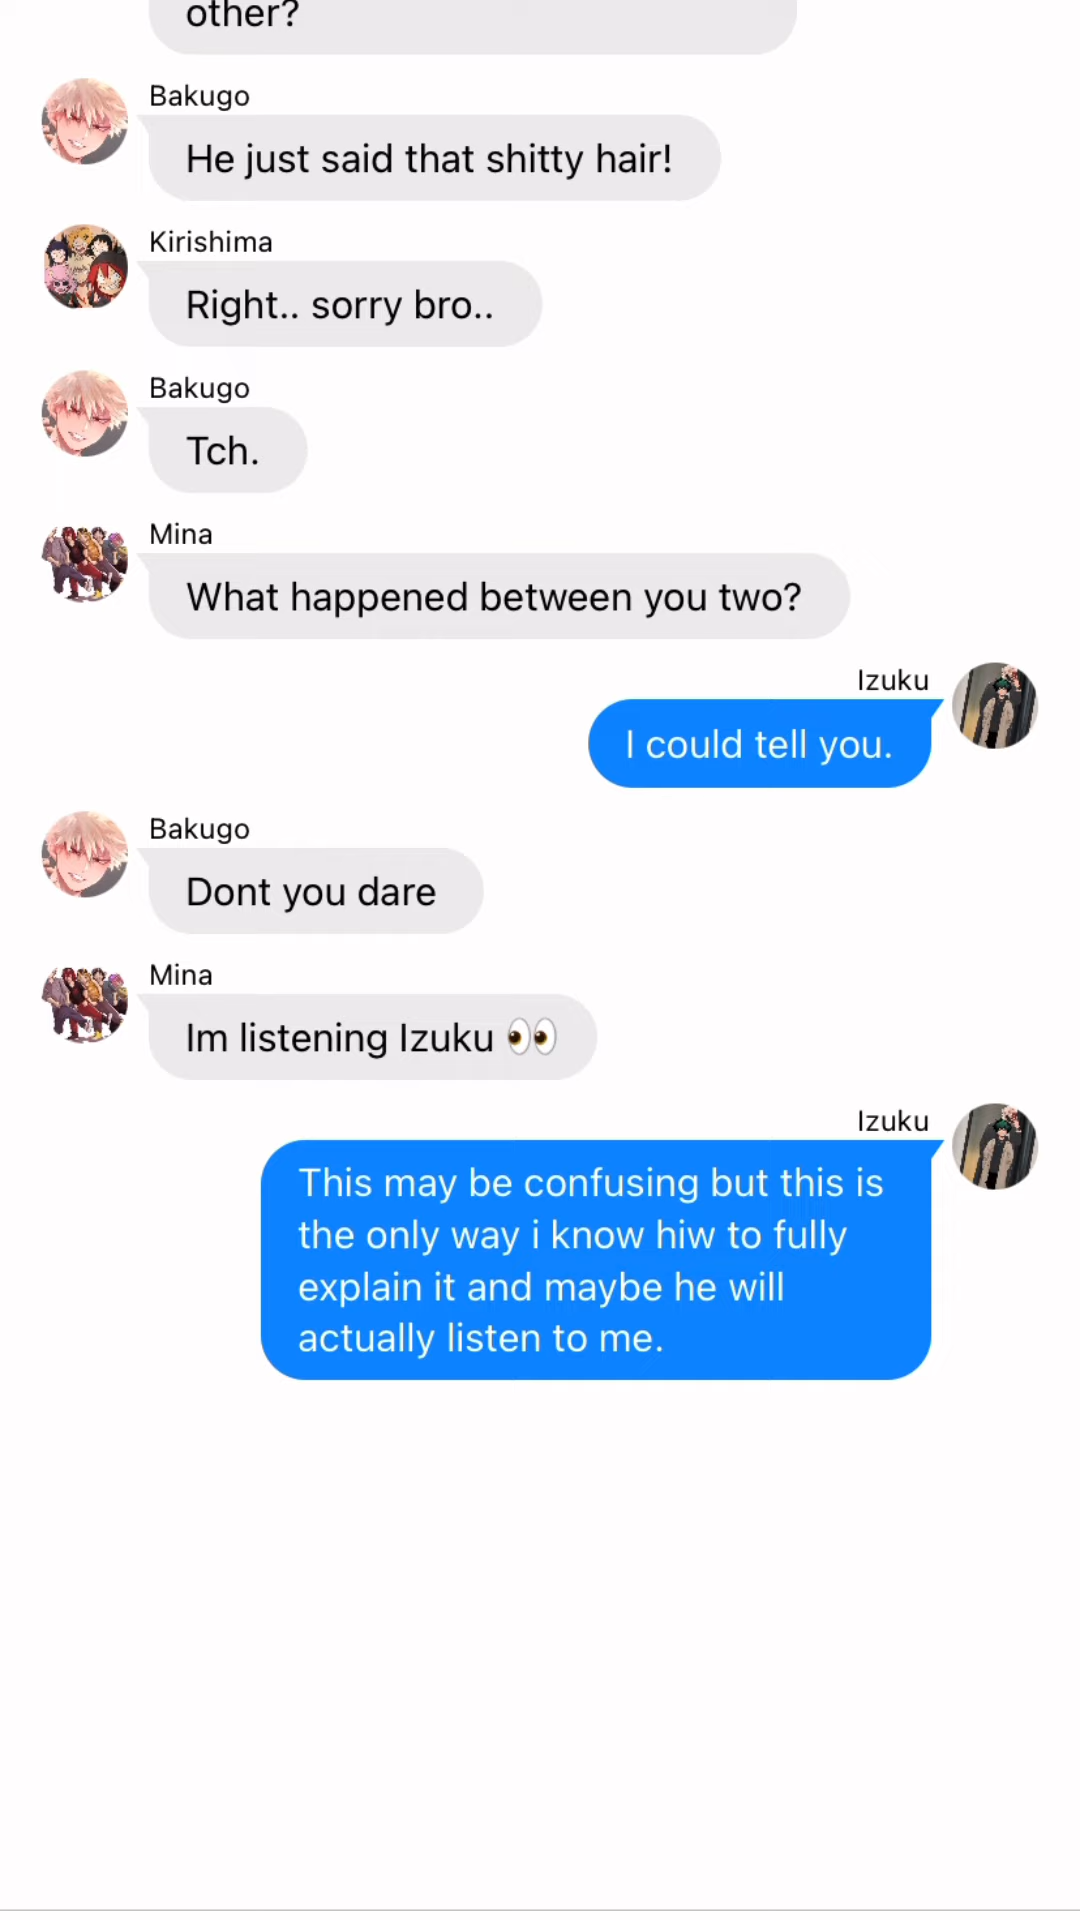 other?
Bakugo
He just said that shitty hair!
Kirishima
Right.. sorry bro..
Bakugo
Tch.
Mina
What happened between you two?
Izuku
I could tell you.
Bakugo
Dont you dare
Mina
Im listening Izuku 👀
Izuku
This may be confusing but this is
the only way i know hiw to fully
explain it and maybe he will
actually listen to me.